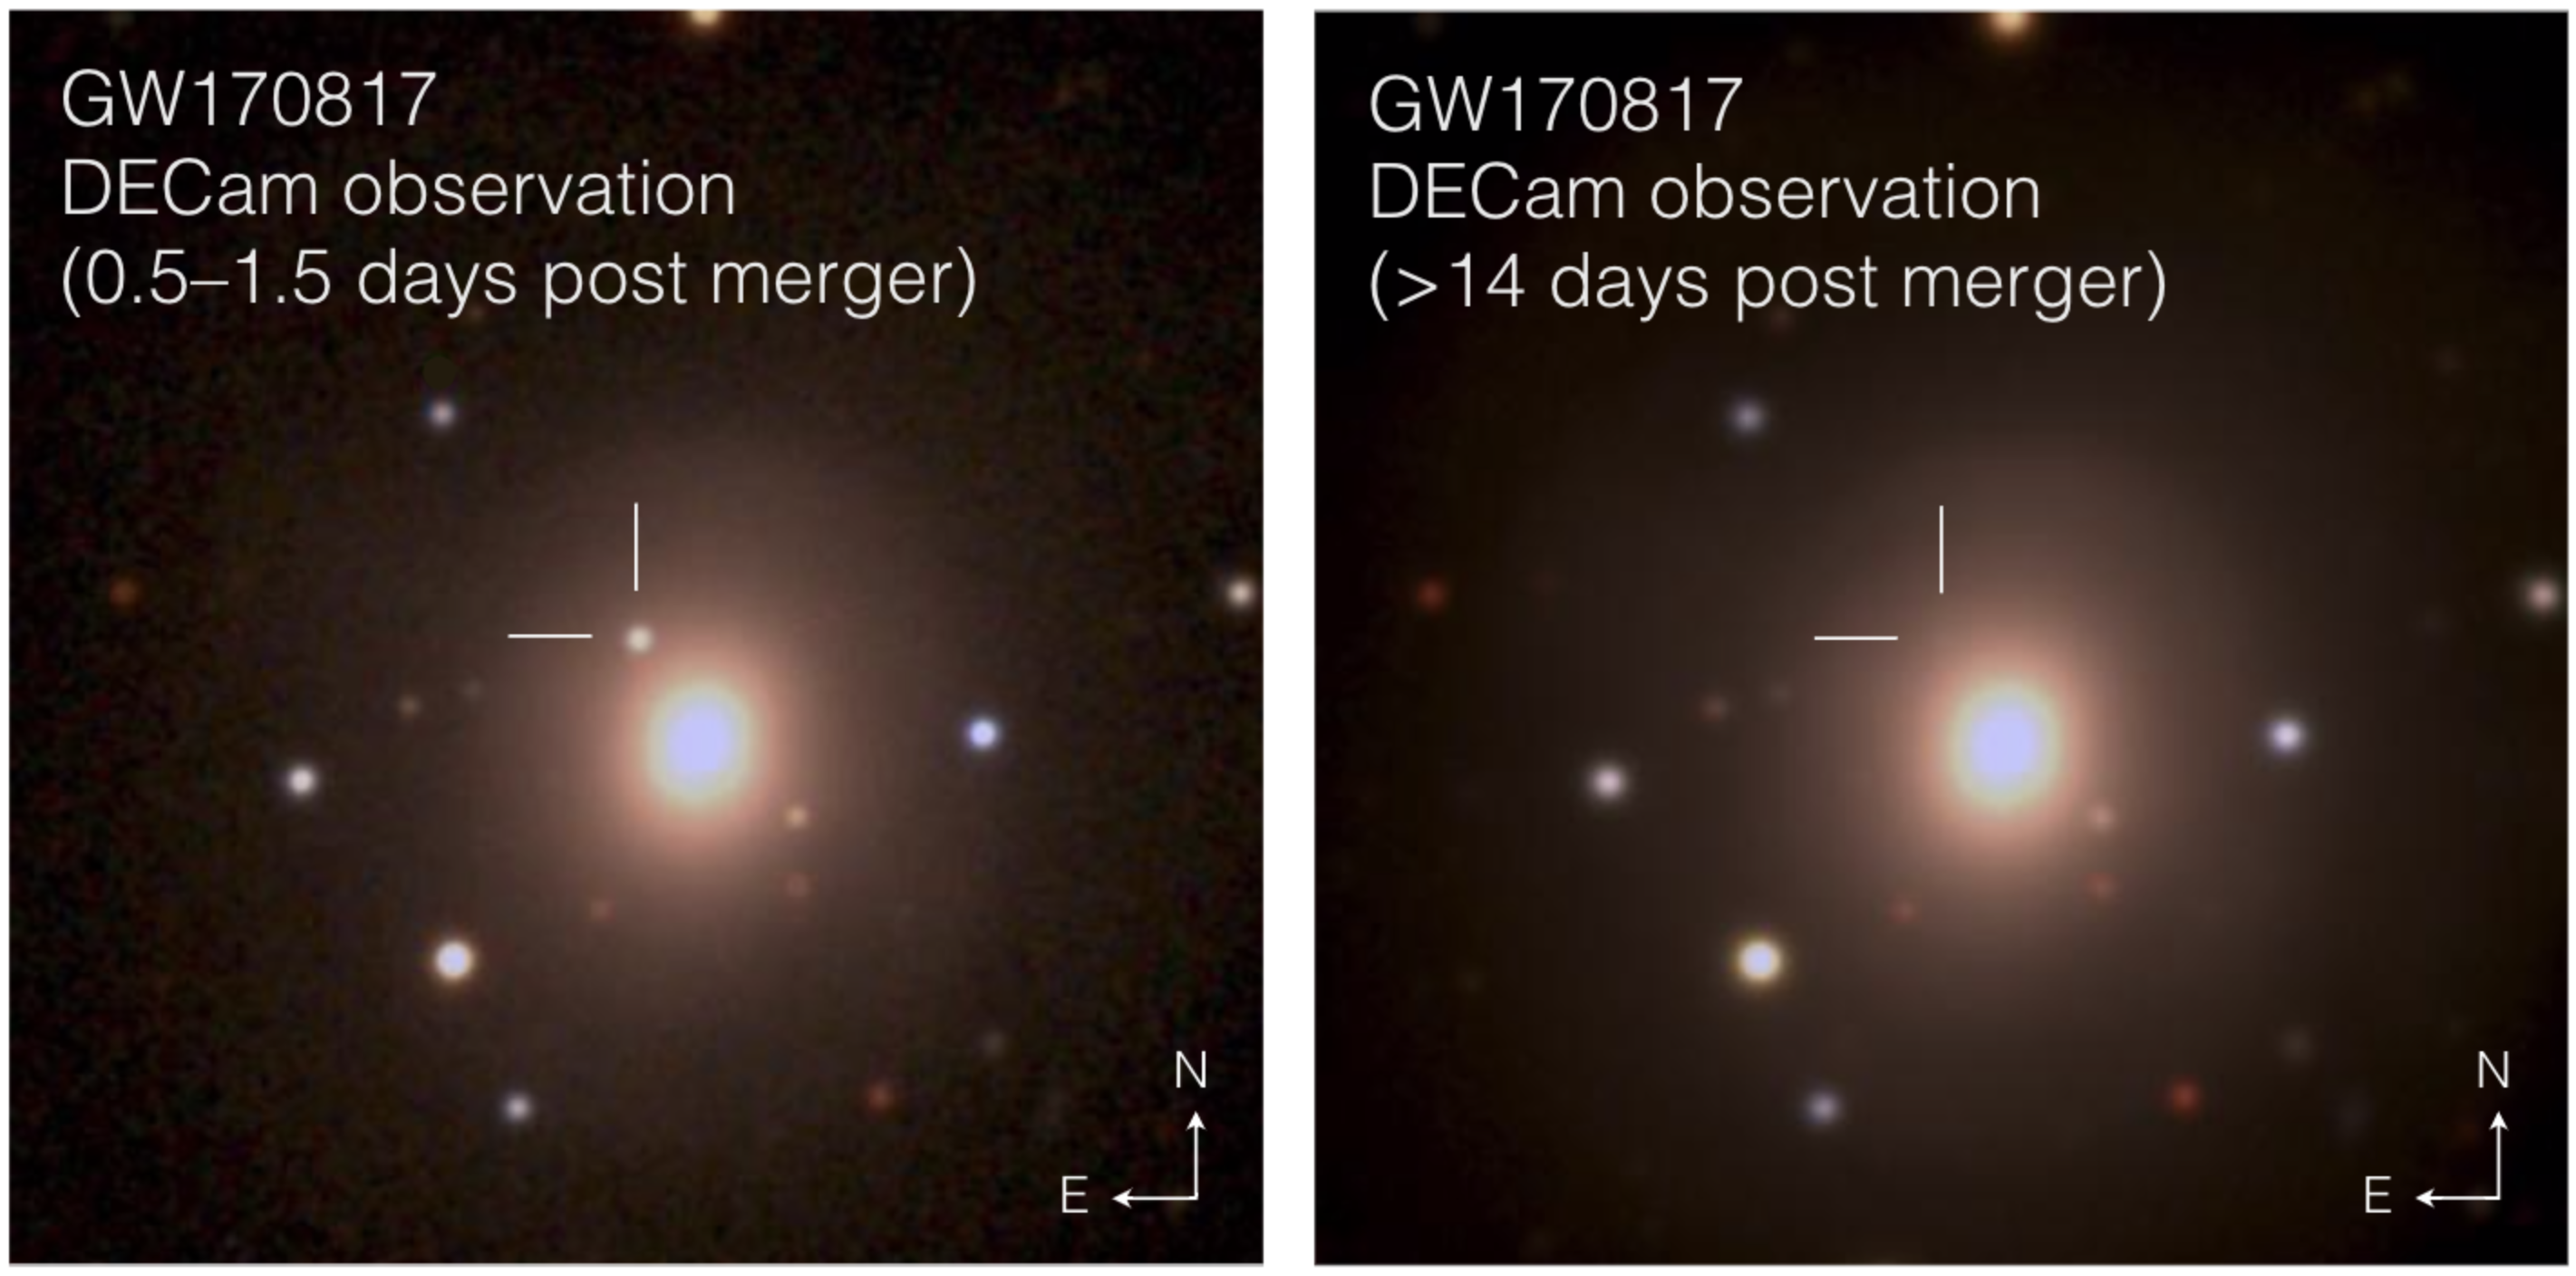 GW170817
DECam observation
(0.5–1.5 days post merger)
N
E
GW170817
DECam observation
(>14 days post merger)
N
E